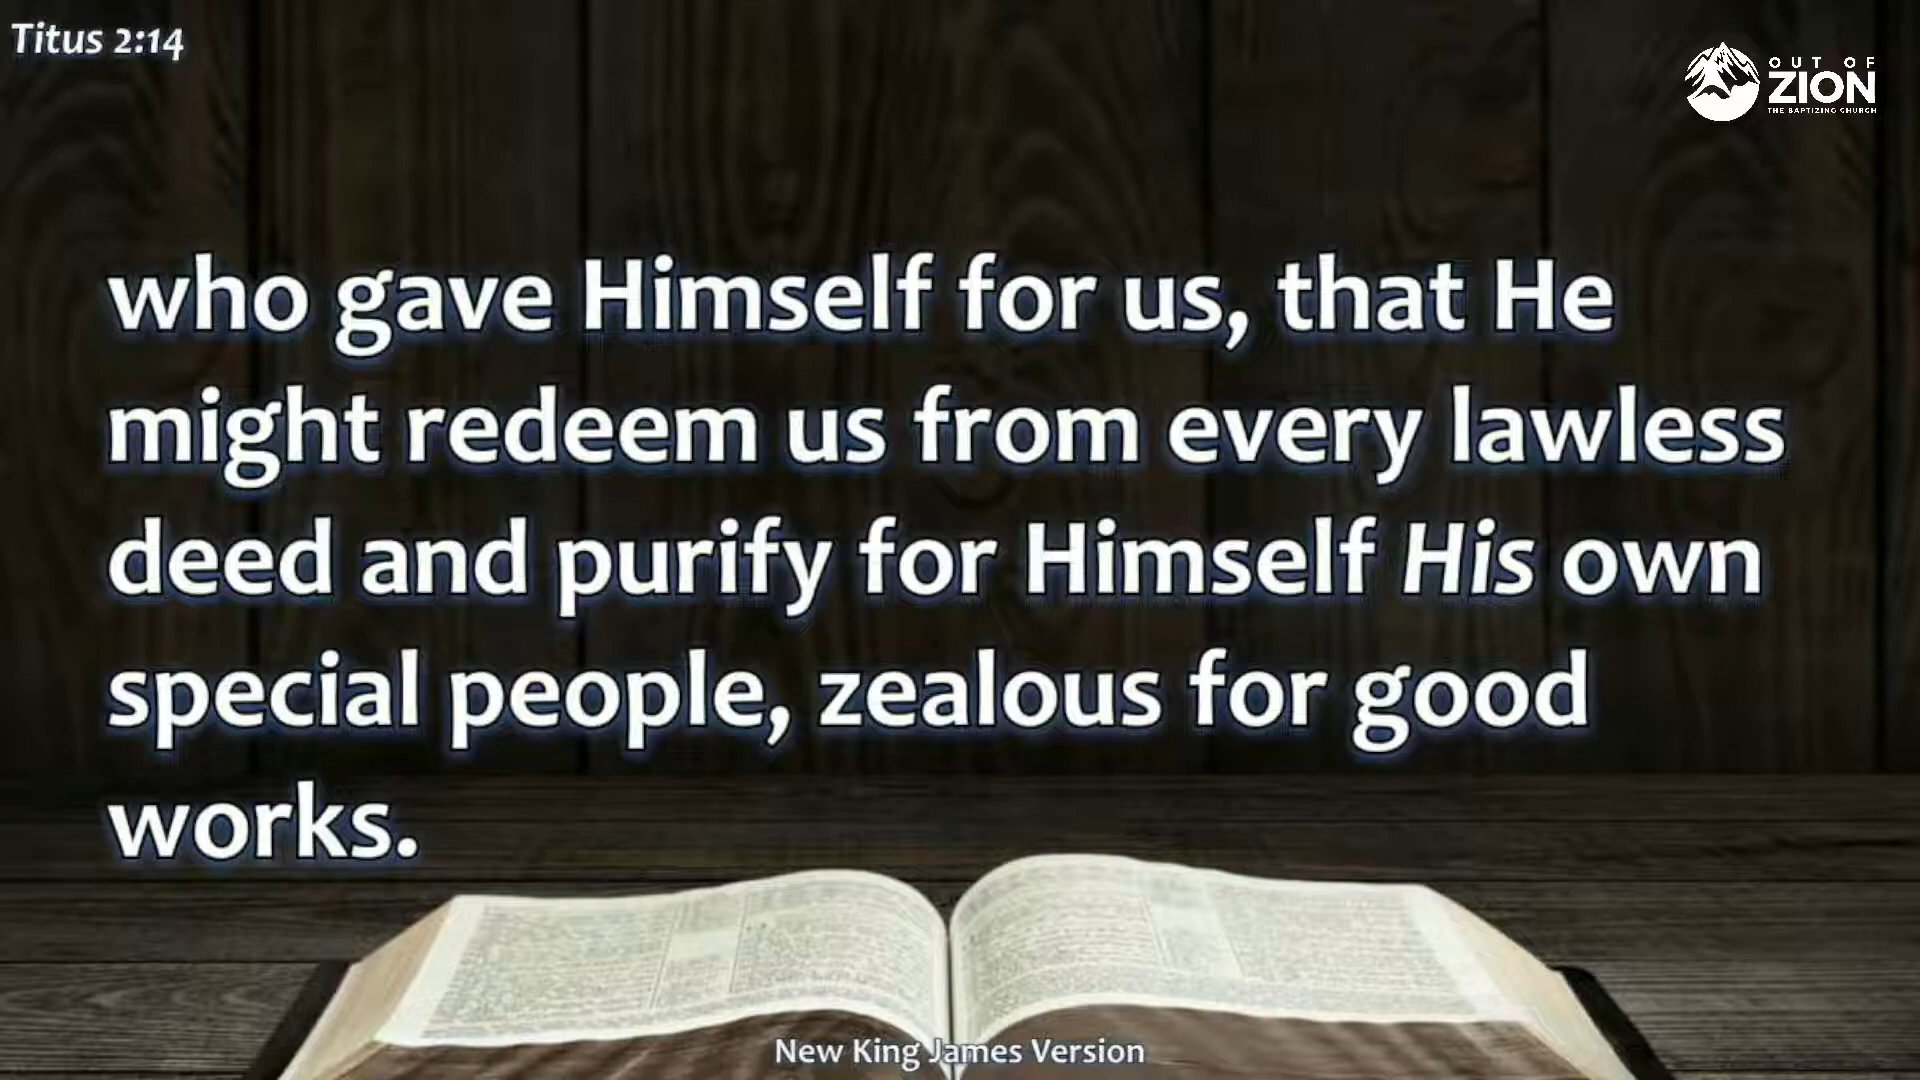 Titus 2:14
OUT OF
ZION
THE BAPTIZING CHURCH
who gave Himself for us, that He
might redeem us from every lawless
deed and purify for Himself His own
special people, zealous for good
works.
New King James Version